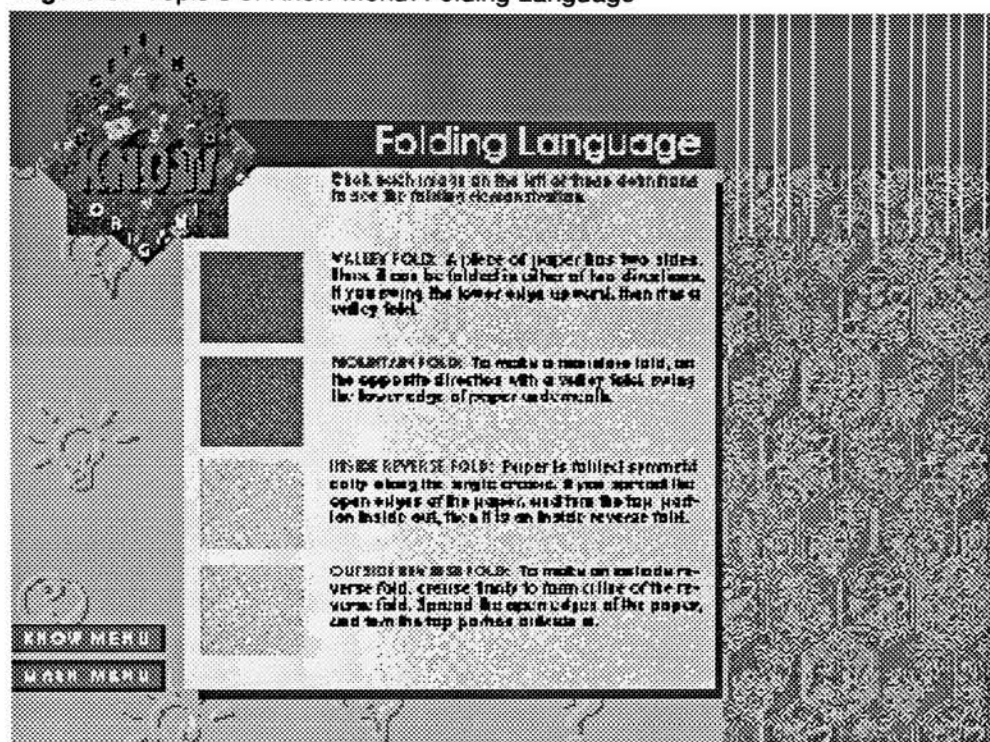 Folding Language
GETTING
KNOW
ORIGAMI
Click each image on the left of these
to see the folding demonstration.
VALLEY FOLD: A piece of paper has two sides.
Thus, it can be folded in either of two directions.
If you swing the lower edge upward, then it is a
valley fold.
MOUNTAIN FOLD: To make a mountain fold, on
the opposite direction with a valley fold, swing
the lower edge of paper underneath.
INSIDE REVERSE FOLD: Paper is folded symmetri
cally along the single crease. If you spread the
open edges of the paper, and turn the top port-
ion inside out, then it is an inside reverse fold.
OUTSIDE REVERSE FOLD: To make an outside re-
verse fold, crease firmly to form a line of the re-
verse fold. Spread the open edges of the paper,
and turn the top portion outside in.
KNOW MENU
MAIN MENU